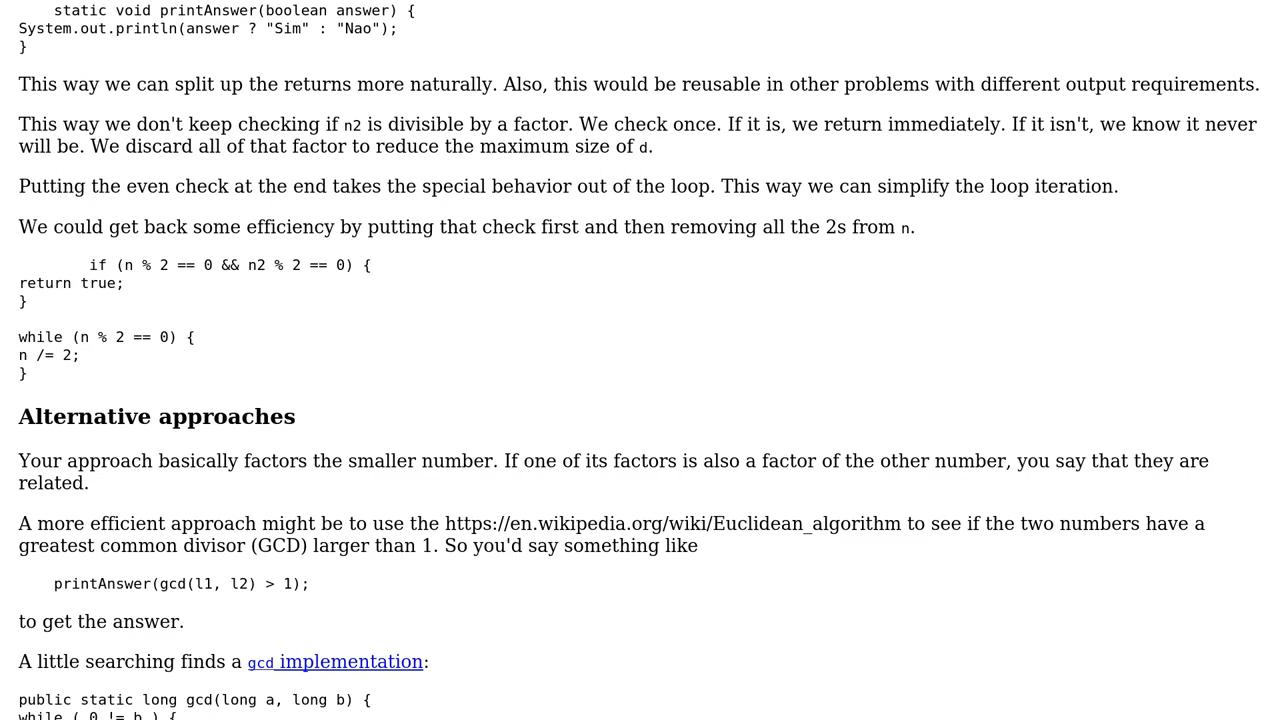 static void printAnswer(boolean answer) {
System.out.println(answer ? "Sim" : "Nao");
}
This way we can split up the returns more naturally. Also, this would be reusable in other problems with different output requirements.
This way we don't keep checking if n2 is divisible by a factor. We check once. If it is, we return immediately. If it isn't, we know it never
will be. We discard all of that factor to reduce the maximum size of d.
Putting the even check at the end takes the special behavior out of the loop. This way we can simplify the loop iteration.
We could get back some efficiency by putting that check first and then removing all the 2s from n.
if (n % 2 == 0 && n2 % 2 == 0) {
return true;
}
while (n % 2 == 0) {
n /= 2;
}
Alternative approaches
Your approach basically factors the smaller number. If one of its factors is also a factor of the other number, you say that they are
related.
A more efficient approach might be to use the https://en.wikipedia.org/wiki/Euclidean_algorithm to see if the two numbers have a
greatest common divisor (GCD) larger than 1. So you'd say something like
printAnswer(gcd(l1, l2) > 1);
to get the answer.
A little searching finds a gcd implementation:
public static long gcd(long a, long b) {
while ( 0 != b ) {